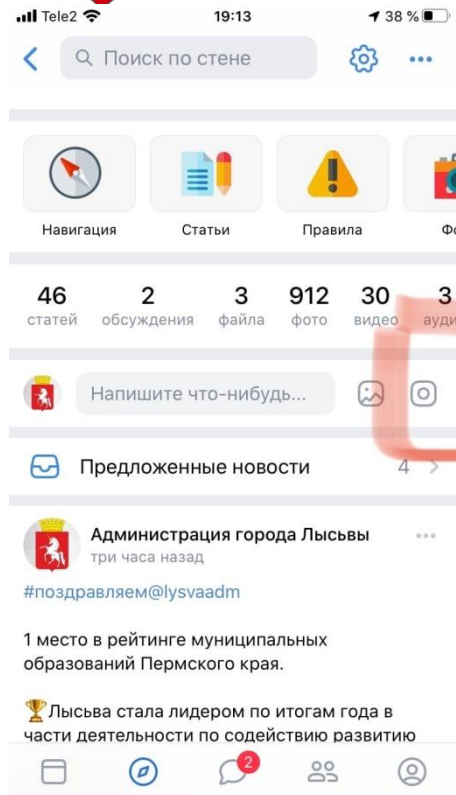 Tele2 19:13 38 %
Поиск по стене
Навигация Статьи Правила Фо
46 2 3 912 30 3
статей обсуждения файла фото видео ауди
Напишите что-нибудь...
Предложенные новости 4
Администрация города Лысьвы
три часа назад
#поздравляем@lysvaadm
1 место в рейтинге муниципальных
образований Пермского края.
🏆Лысьва стала лидером по итогам года в
части деятельности по содействию развитию
2